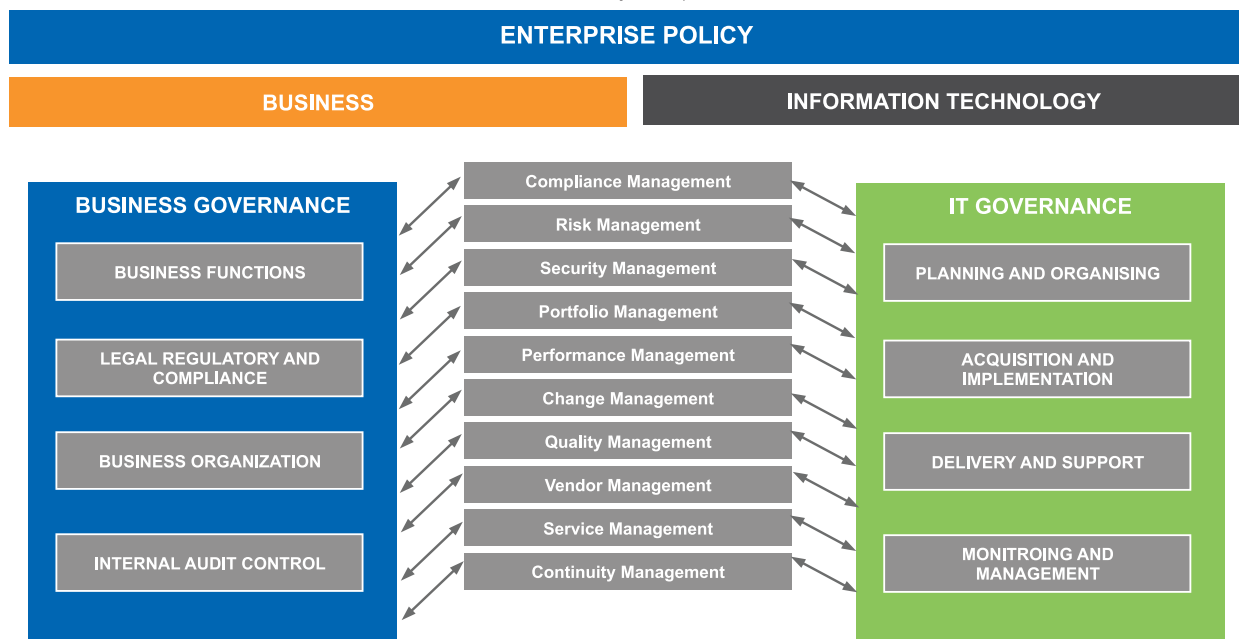 ENTERPRISE POLICY
BUSINESS
INFORMATION TECHNOLOGY
BUSINESS GOVERNANCE
BUSINESS FUNCTIONS
LEGAL REGULATORY AND
COMPLIANCE
BUSINESS ORGANIZATION
INTERNAL AUDIT CONTROL
Compliance Management
Risk Management
Security Management
Portfolio Management
Performance Management
Change Management
Quality Management
Vendor Management
Service Management
Continuity Management
IT GOVERNANCE
PLANNING AND ORGANISING
ACQUISITION AND
IMPLEMENTATION
DELIVERY AND SUPPORT
MONITROING AND
MANAGEMENT